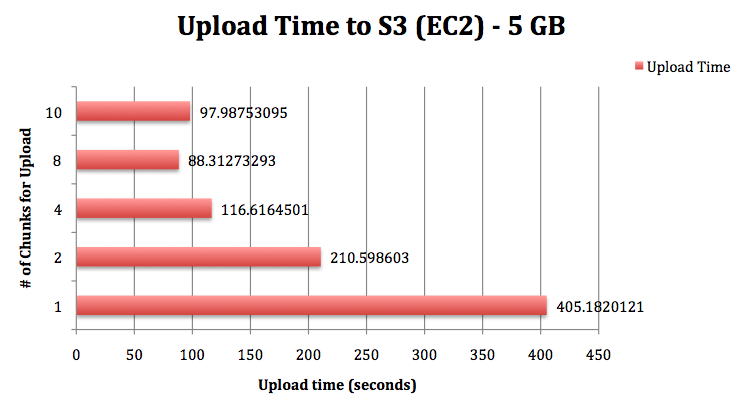 Upload Time to S3 (EC2) - 5 GB
Upload Time
# of Chunks for Upload
10
97.98753095
8
88.31273293
4
116.6164501
2
210.598603
1
405.1820121
0 50 100 150 200 250 300 350 400 450
Upload time (seconds)